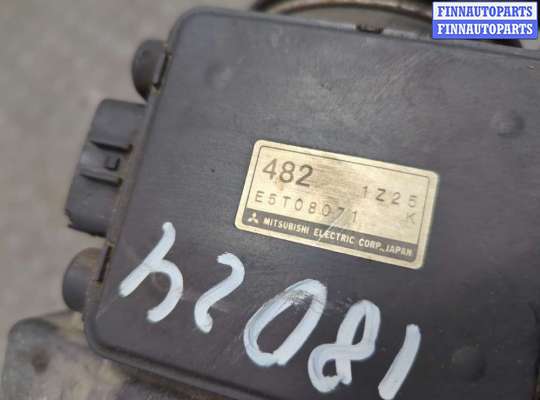 FINNAUTOPARTS
FINNAUTOPARTS
482 1Z25
E5T08071 K
MITSUBISHI ELECTRIC CORP. JAPAN
18024